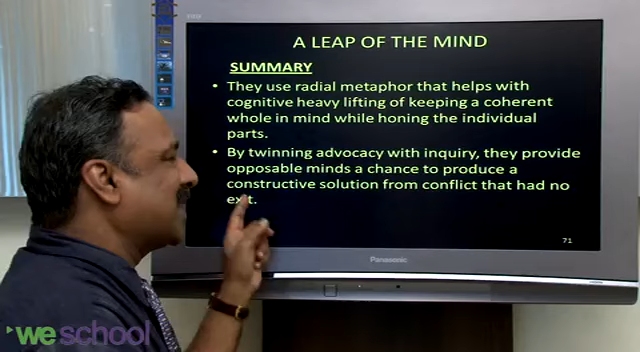 A LEAP OF THE MIND
SUMMARY
• They use radial metaphor that helps with
cognitive heavy lifting of keeping a coherent
whole in mind while honing the individual
parts.
• By twinning advocacy with inquiry, they provide
opposable minds a chance to produce a
constructive solution from conflict that had no
exit.
71
Panasonic
we school